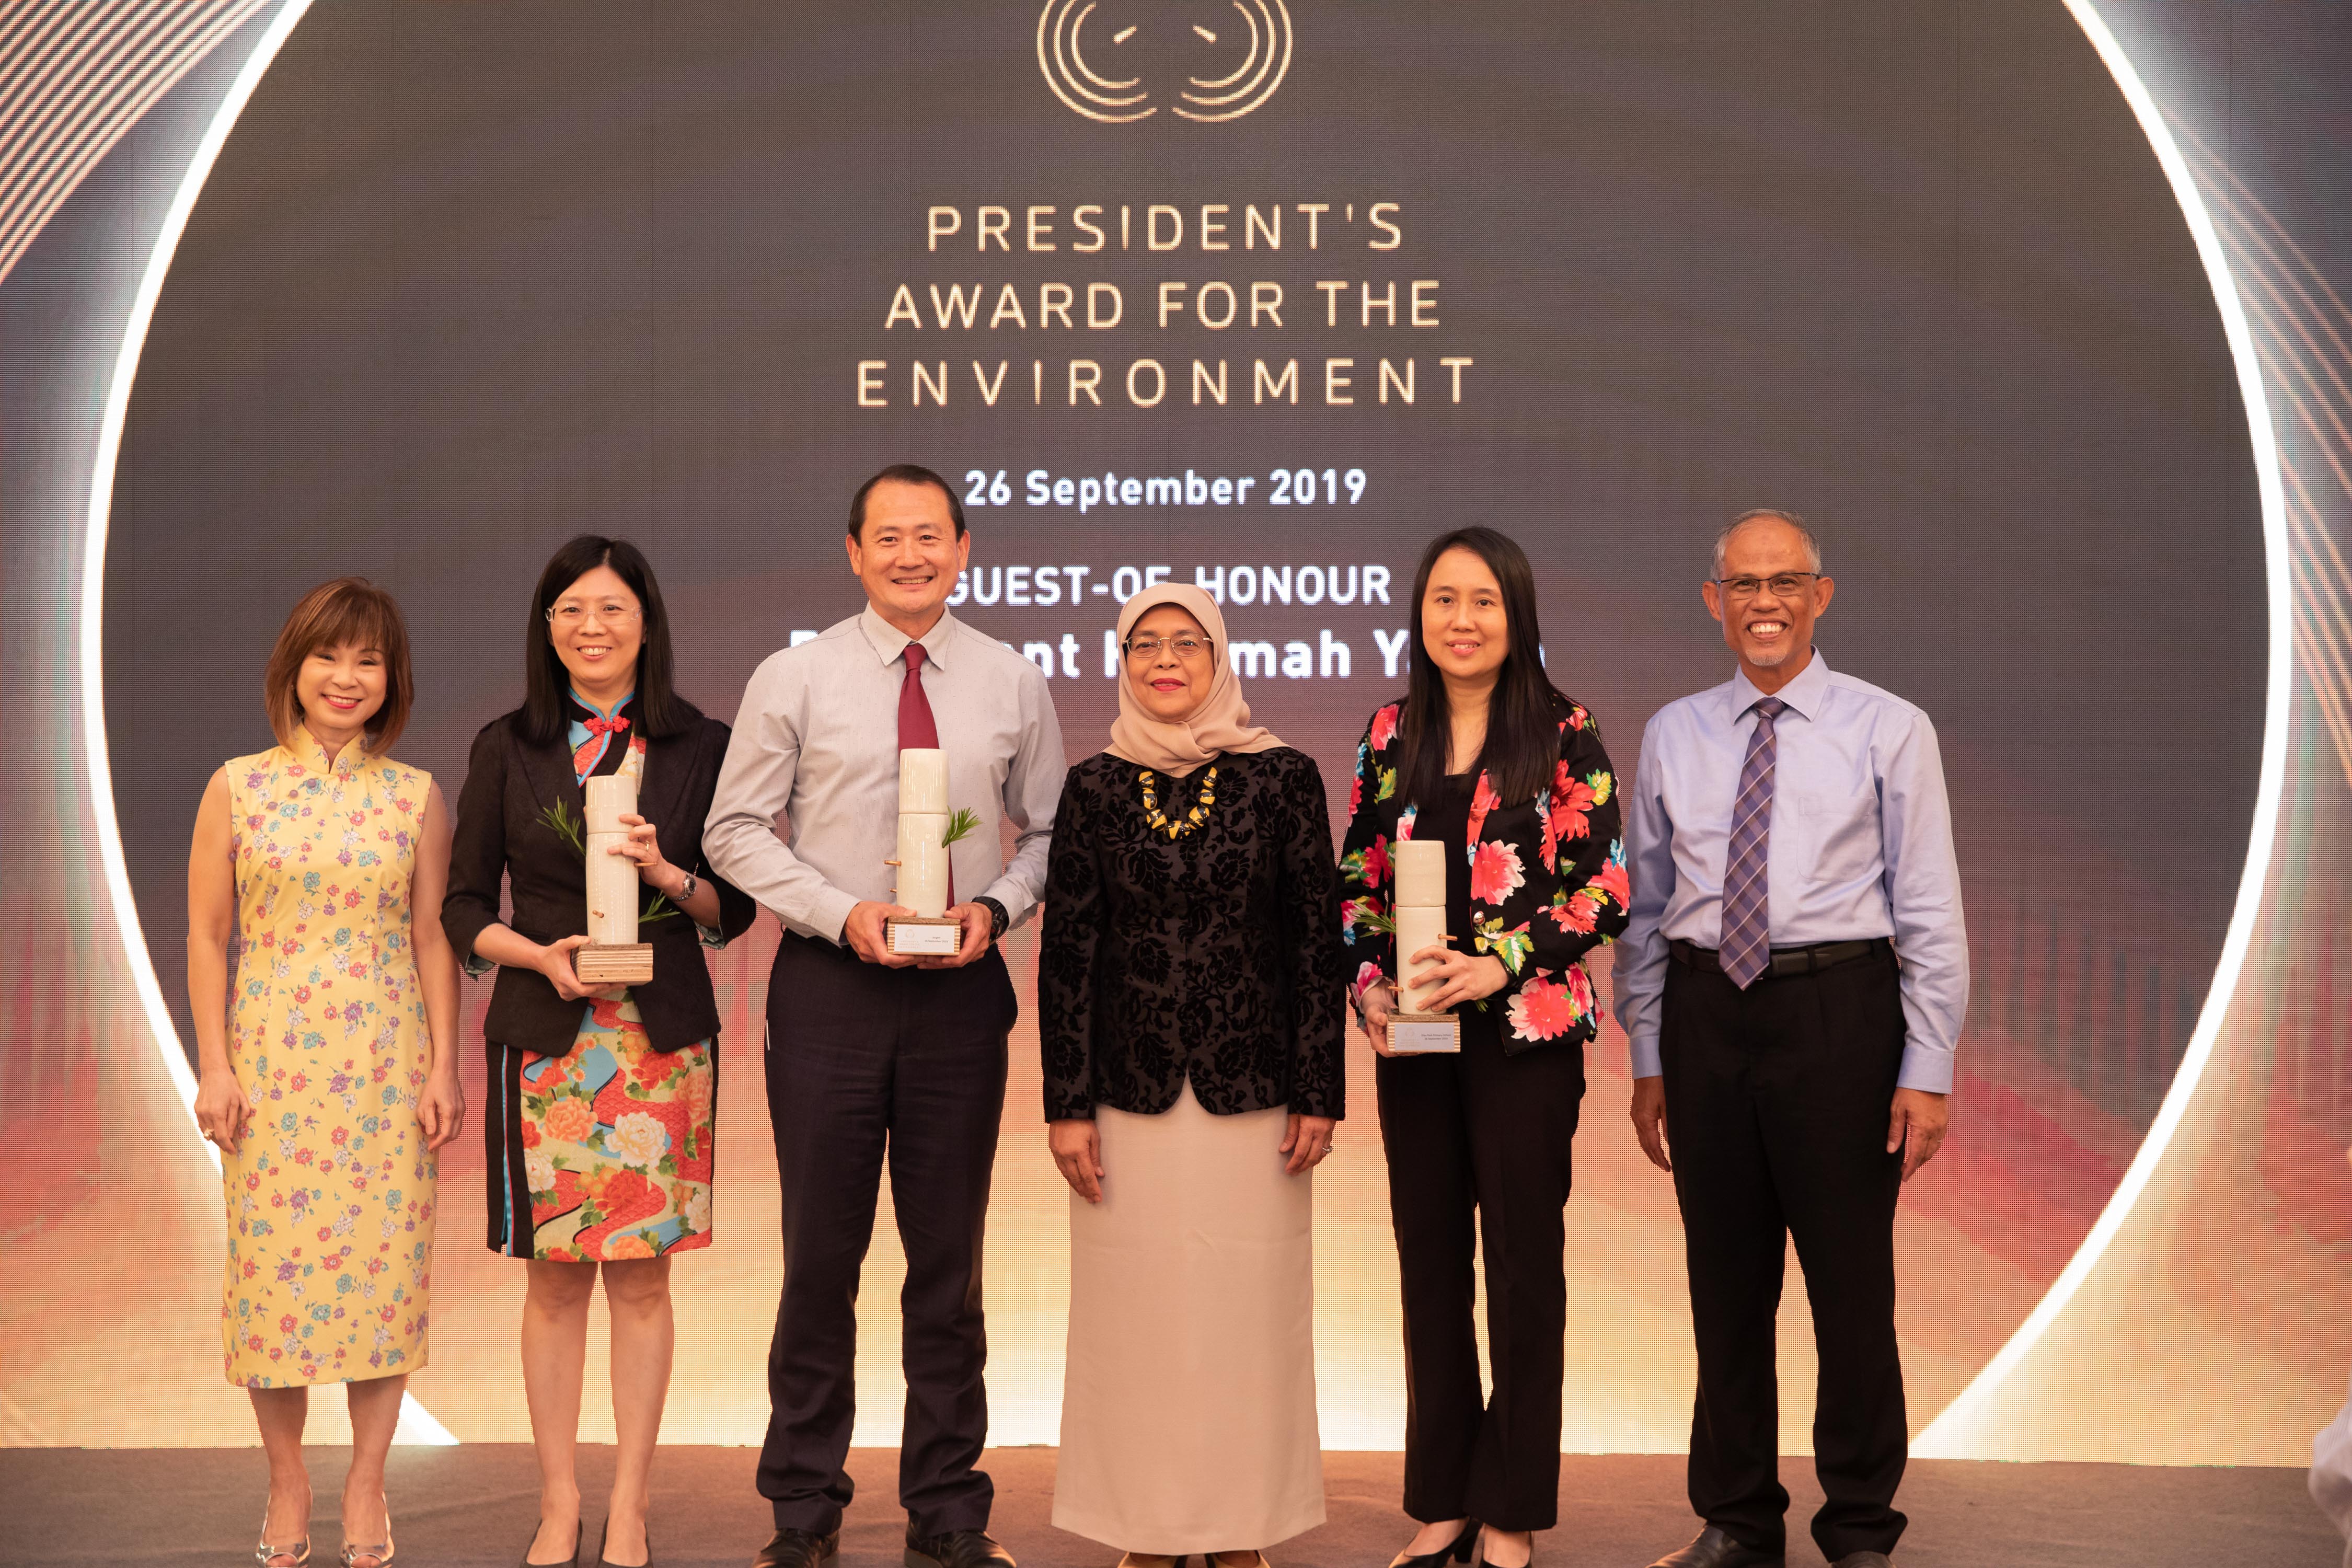 PRESIDENT'S
AWARD FOR THE
ENVIRONMENT
26 September 2019
GUEST-OF-HONOUR